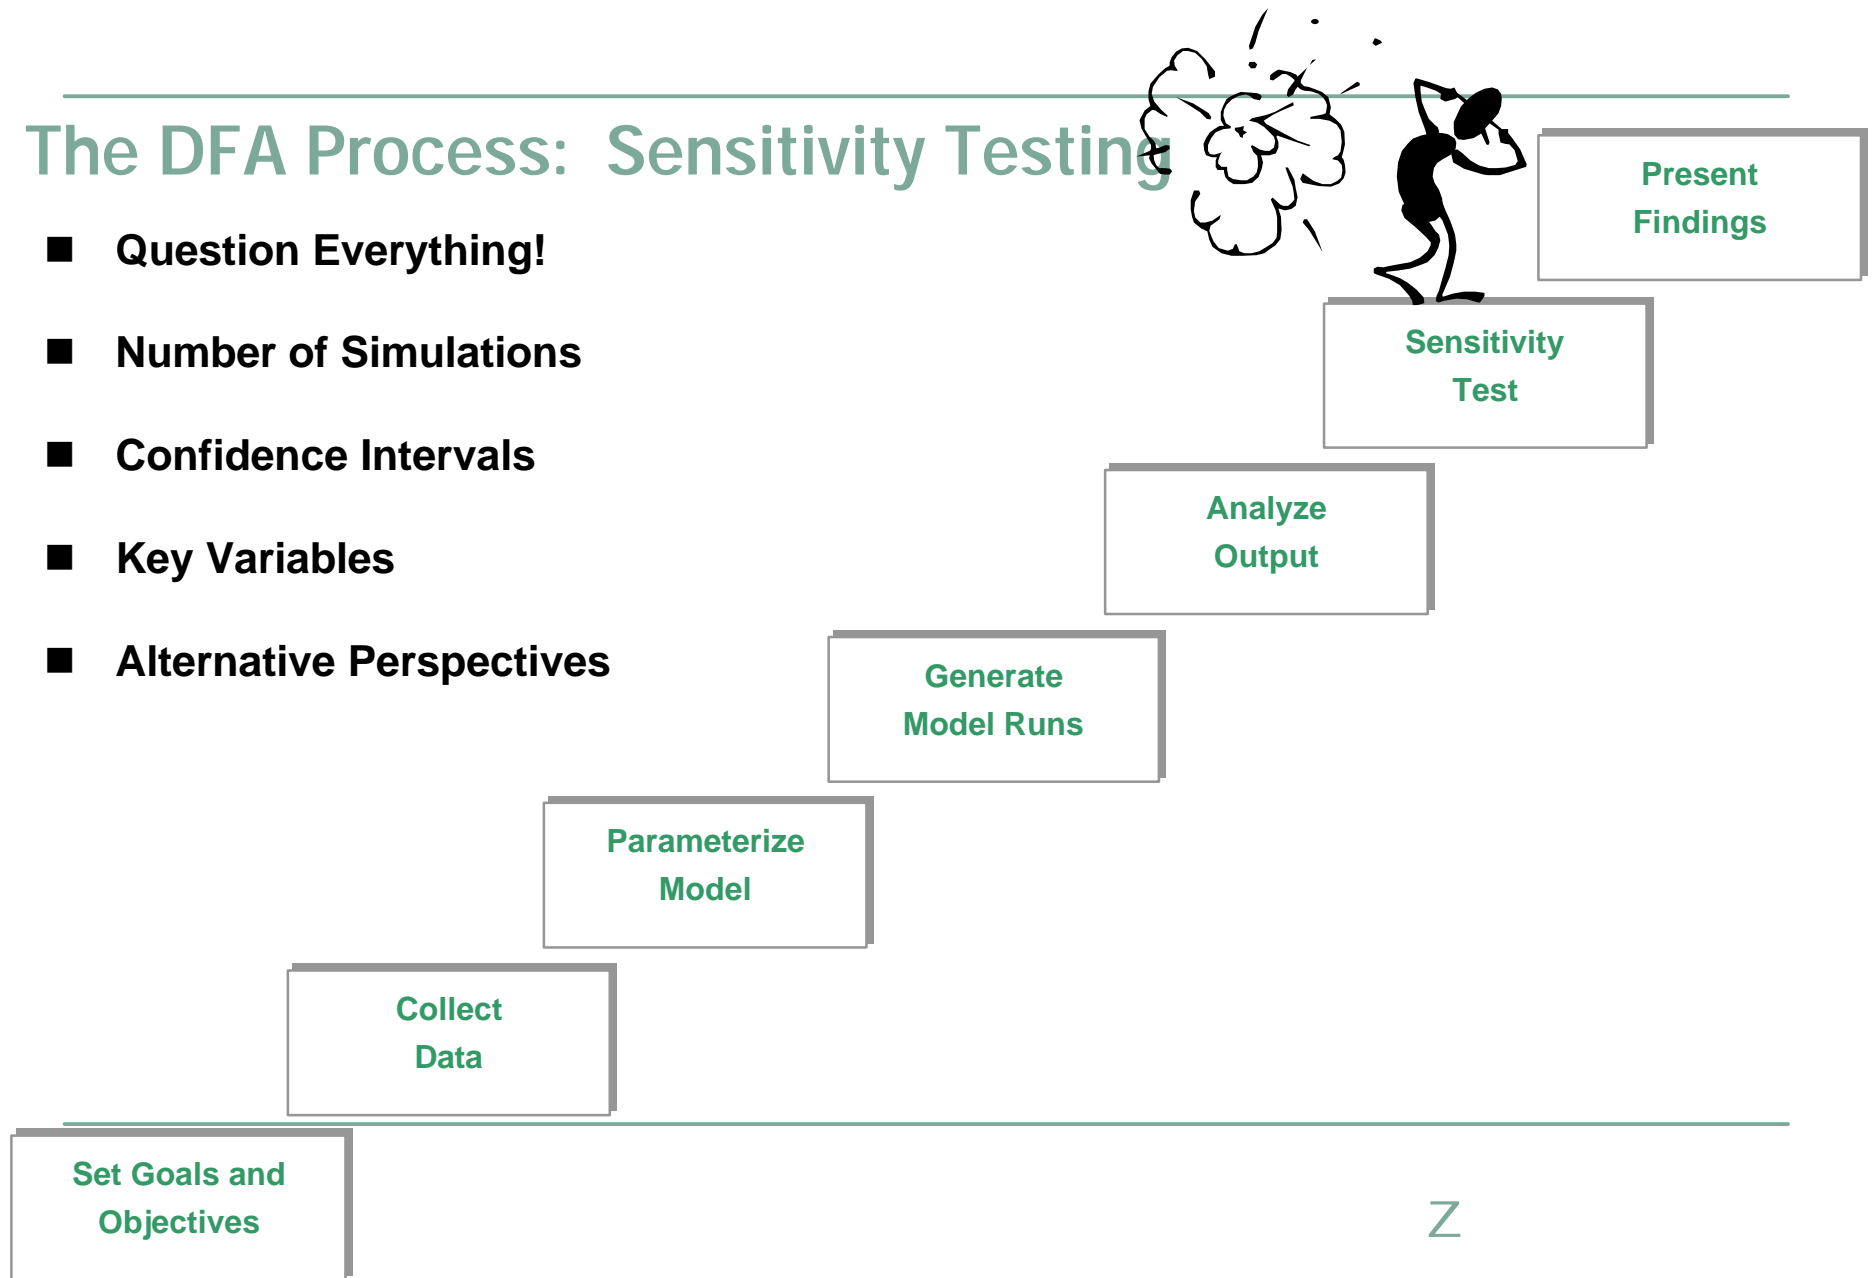 The DFA Process: Sensitivity Testing
Question Everything!
Number of Simulations
Confidence Intervals
Key Variables
Alternative Perspectives
Present
Findings
Sensitivity
Test
Analyze
Output
Generate
Model Runs
Parameterize
Model
Collect
Data
Set Goals and
Objectives
Z